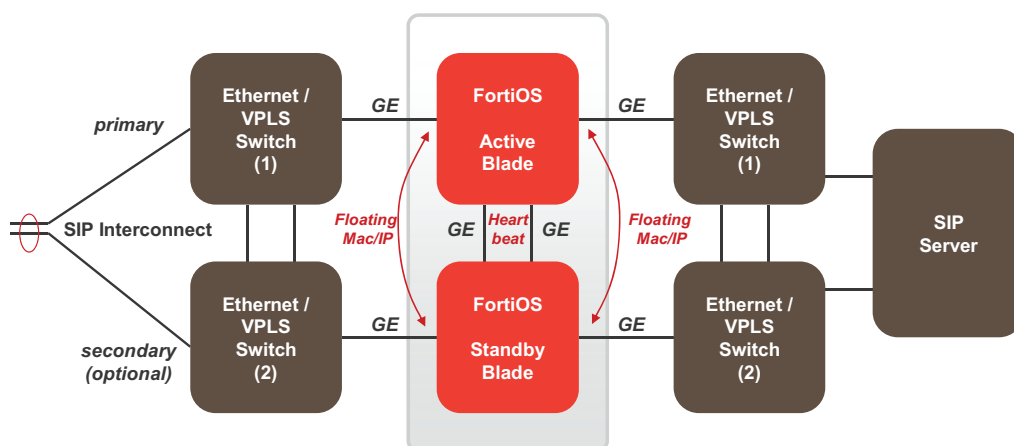 primary
Ethernet /
VPLS
Switch
(1)
GE
FortiOS
Active
Blade
GE
Ethernet /
VPLS
Switch
(1)
SIP Interconnect
Floating
Mac/IP
GE
Heart
beat
GE
Floating
Mac/IP
SIP
Server
secondary
(optional)
Ethernet /
VPLS
Switch
(2)
GE
FortiOS
Standby
Blade
GE
Ethernet /
VPLS
Switch
(2)